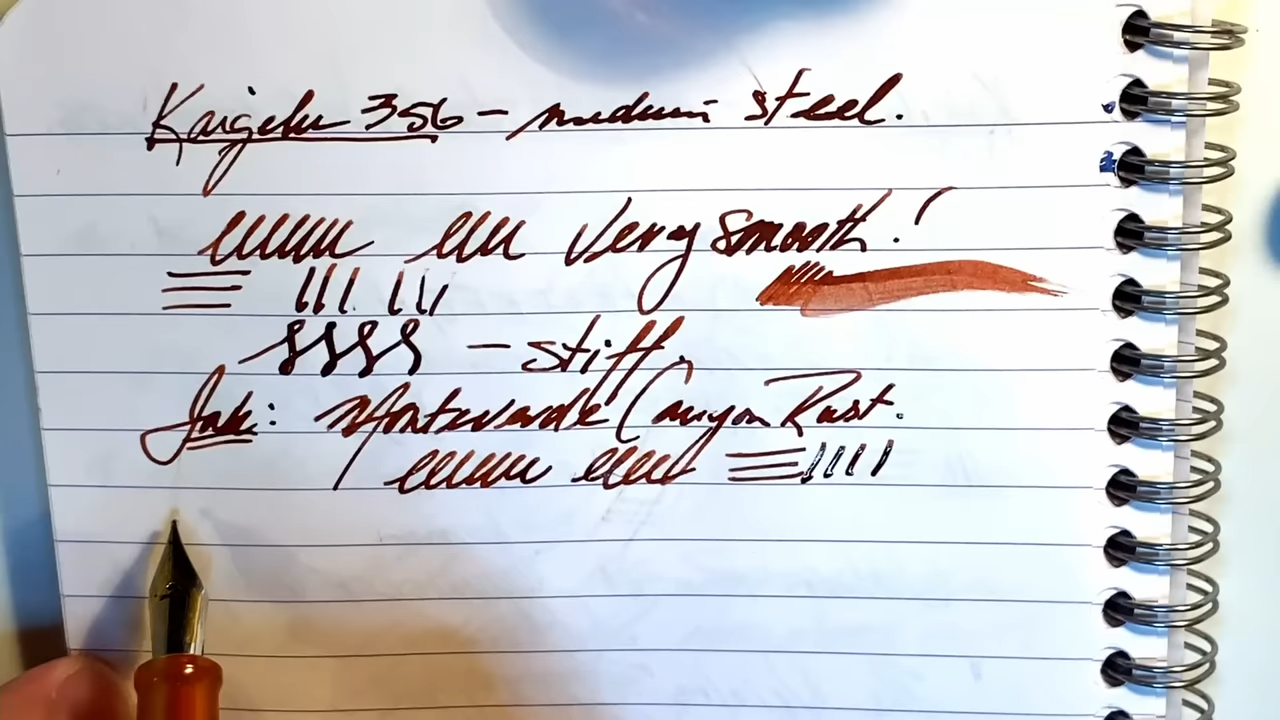 Kaigelu 356 – medium steel.
Very smooth!
– stiff.
Ink: Monteverde Canyon Rust.